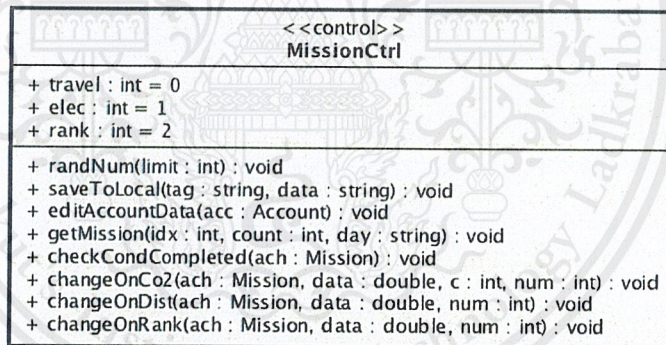 <<control>>
MissionCtrl
+ travel : int = 0
+ elec : int = 1
+ rank : int = 2
+ randNum(limit : int) : void
+ saveToLocal(tag : string, data : string) : void
+ editAccountData(acc : Account) : void
+ getMission(idx : int, count : int, day : string) : void
+ checkCondCompleted(ach : Mission) : void
+ changeOnCo2(ach : Mission, data : double, c : int, num : int) : void
+ changeOnDist(ach : Mission, data : double, num : int) : void
+ changeOnRank(ach : Mission, data : double, num : int) : void